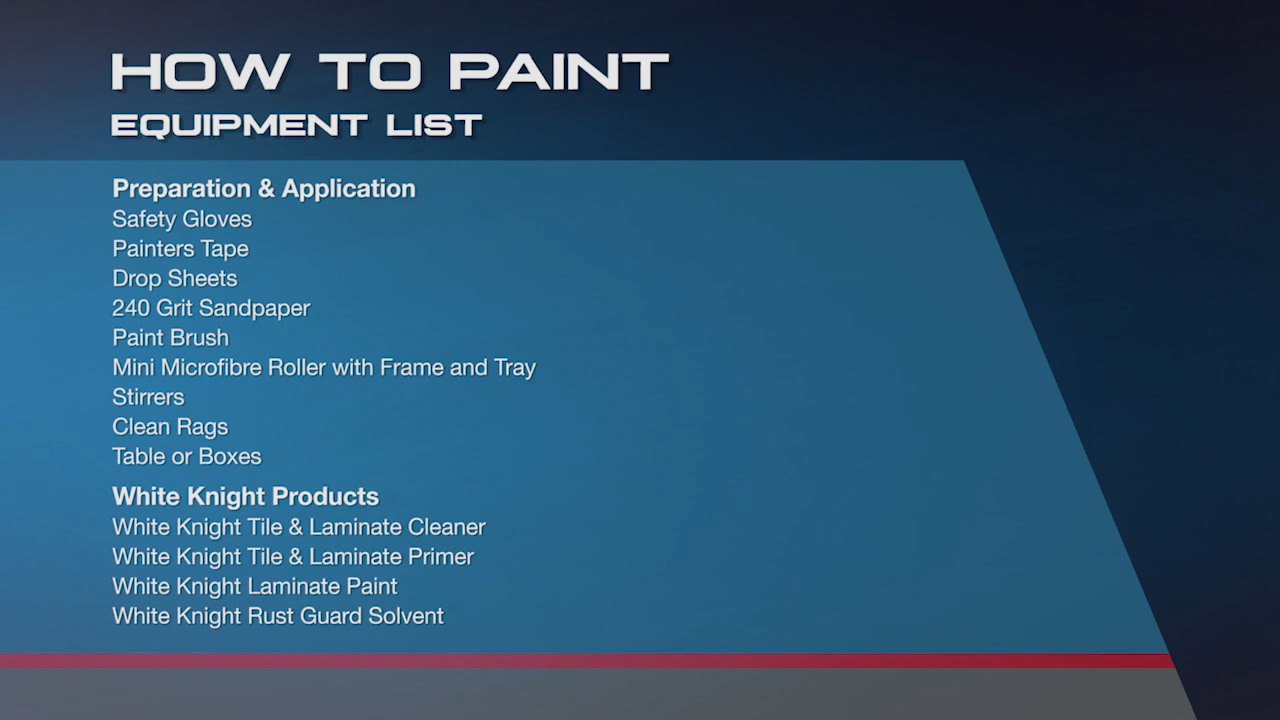 HOW TO PAINT
EQUIPMENT LIST
Preparation & Application
Safety Gloves
Painters Tape
Drop Sheets
240 Grit Sandpaper
Paint Brush
Mini Microfibre Roller with Frame and Tray
Stirrers
Clean Rags
Table or Boxes
White Knight Products
White Knight Tile & Laminate Cleaner
White Knight Tile & Laminate Primer
White Knight Laminate Paint
White Knight Rust Guard Solvent